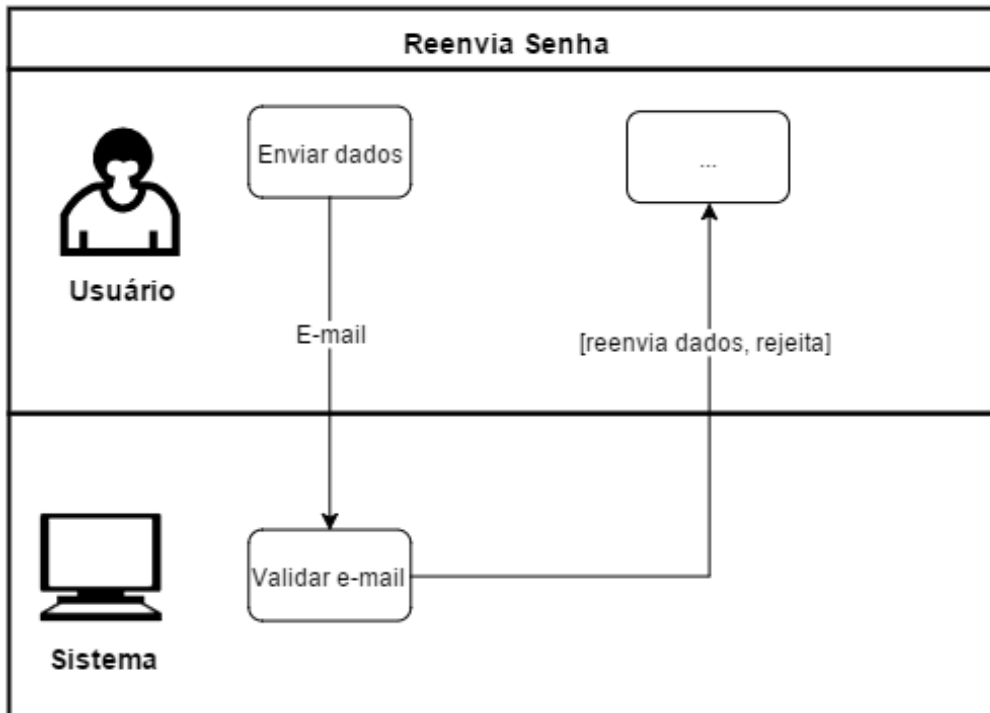 Reenvia Senha
Enviar dados
...
Usuário
E-mail
[reenvia dados, rejeita]
Validar e-mail
Sistema